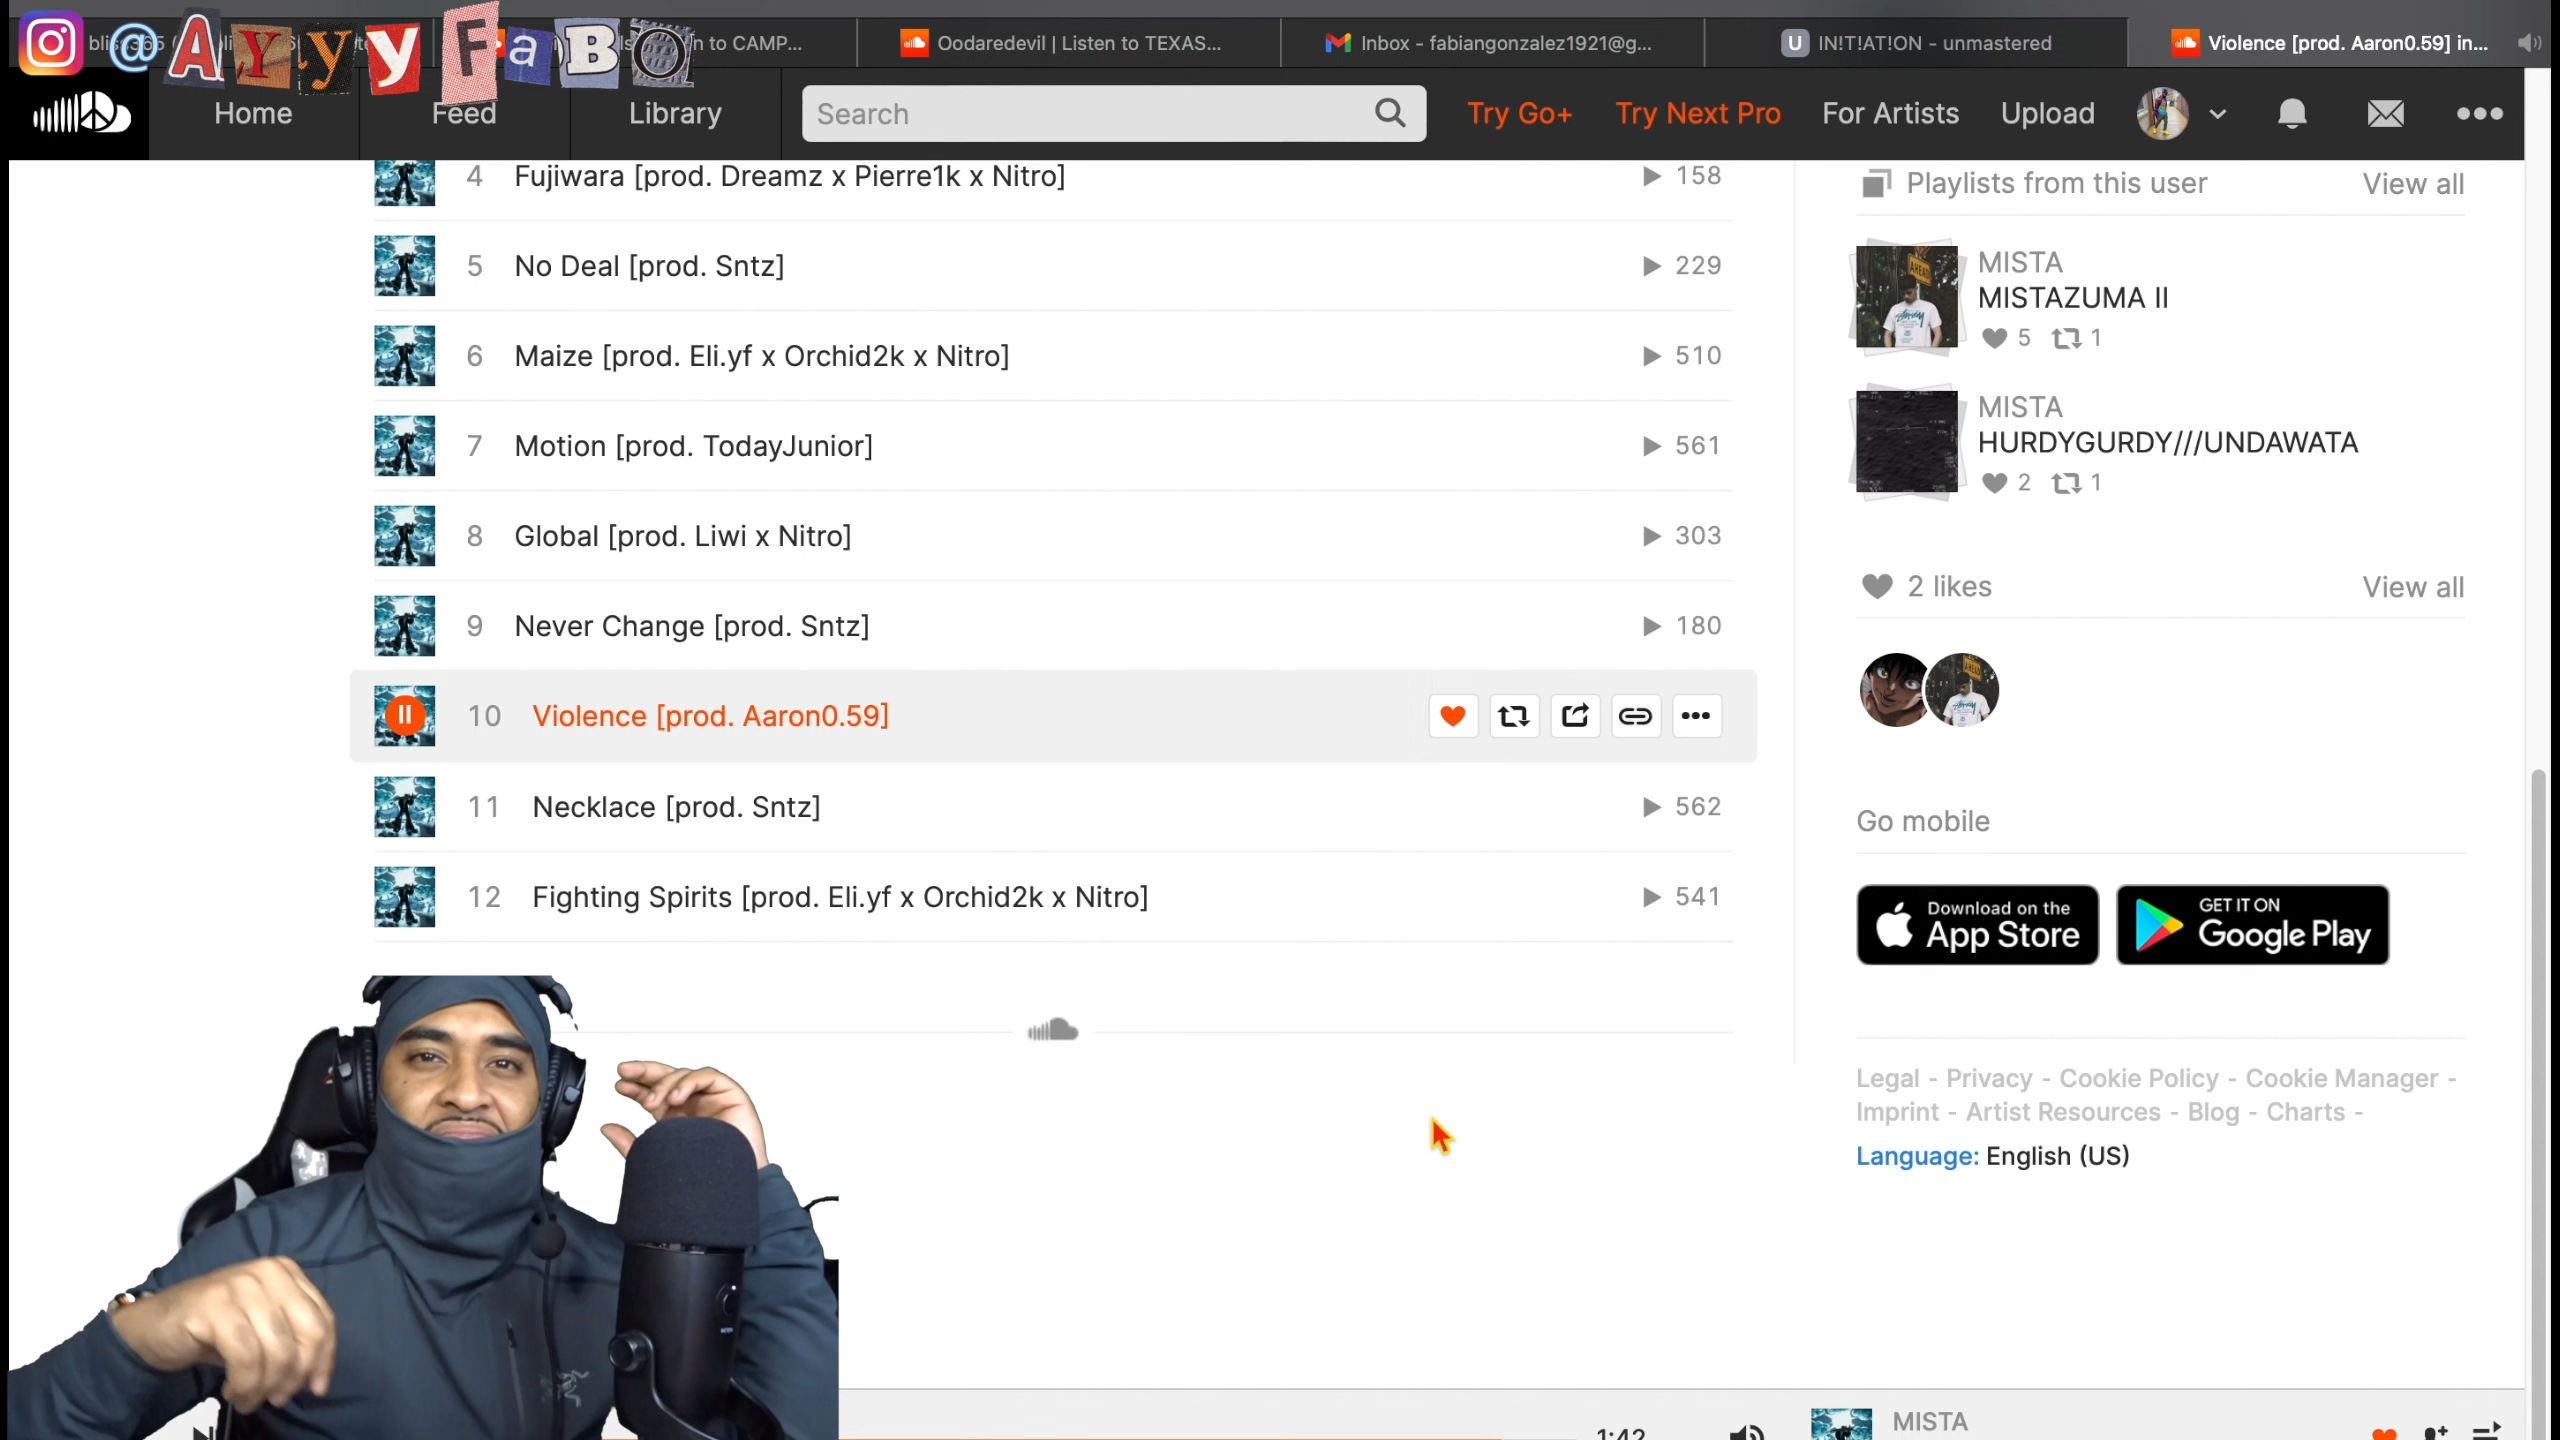 @AYyyFaBO
n to CAMP...
Oodaredevil | Listen to TEXAS...
Inbox - fabiangonzalez1921@g...
U IN!T!AT!ON - unmastered
Violence [prod. Aaron0.59] in...
Home
Feed
Library
Search
Try Go+
Try Next Pro
For Artists
Upload
4 Fujiwara [prod. Dreamz x Pierre1k x Nitro] 158
5 No Deal [prod. Sntz] 229
6 Maize [prod. Eli.yf x Orchid2k x Nitro] 510
7 Motion [prod. TodayJunior] 561
8 Global [prod. Liwi x Nitro] 303
9 Never Change [prod. Sntz] 180
10 Violence [prod. Aaron0.59]
11 Necklace [prod. Sntz] 562
12 Fighting Spirits [prod. Eli.yf x Orchid2k x Nitro] 541
Playlists from this user View all
MISTA
MISTAZUMA II
5 1
MISTA
HURDYGURDY///UNDAWATA
2 1
2 likes View all
Go mobile
Download on the
App Store
GET IT ON
Google Play
Legal - Privacy - Cookie Policy - Cookie Manager -
Imprint - Artist Resources - Blog - Charts -
Language: English (US)
1:42
MISTA